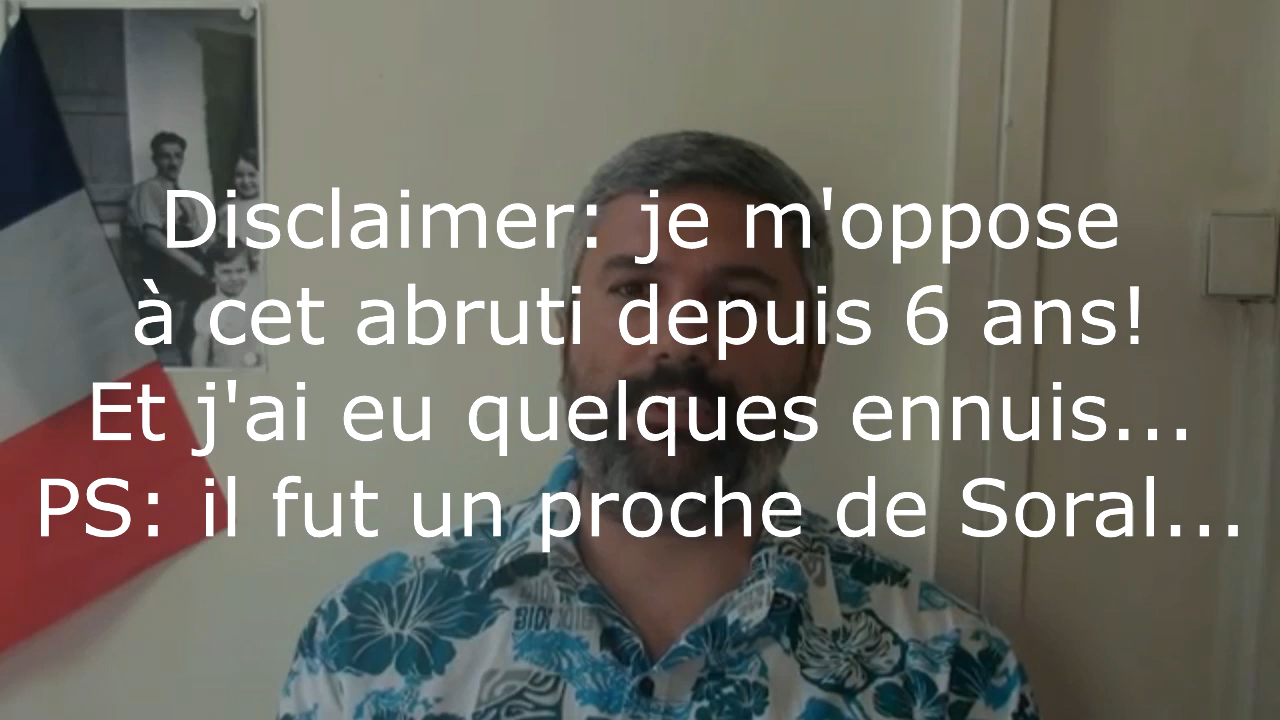 Disclaimer: je m'oppose
à cet abruti depuis 6 ans!
Et j'ai eu quelques ennuis...
PS: il fut un proche de Soral...